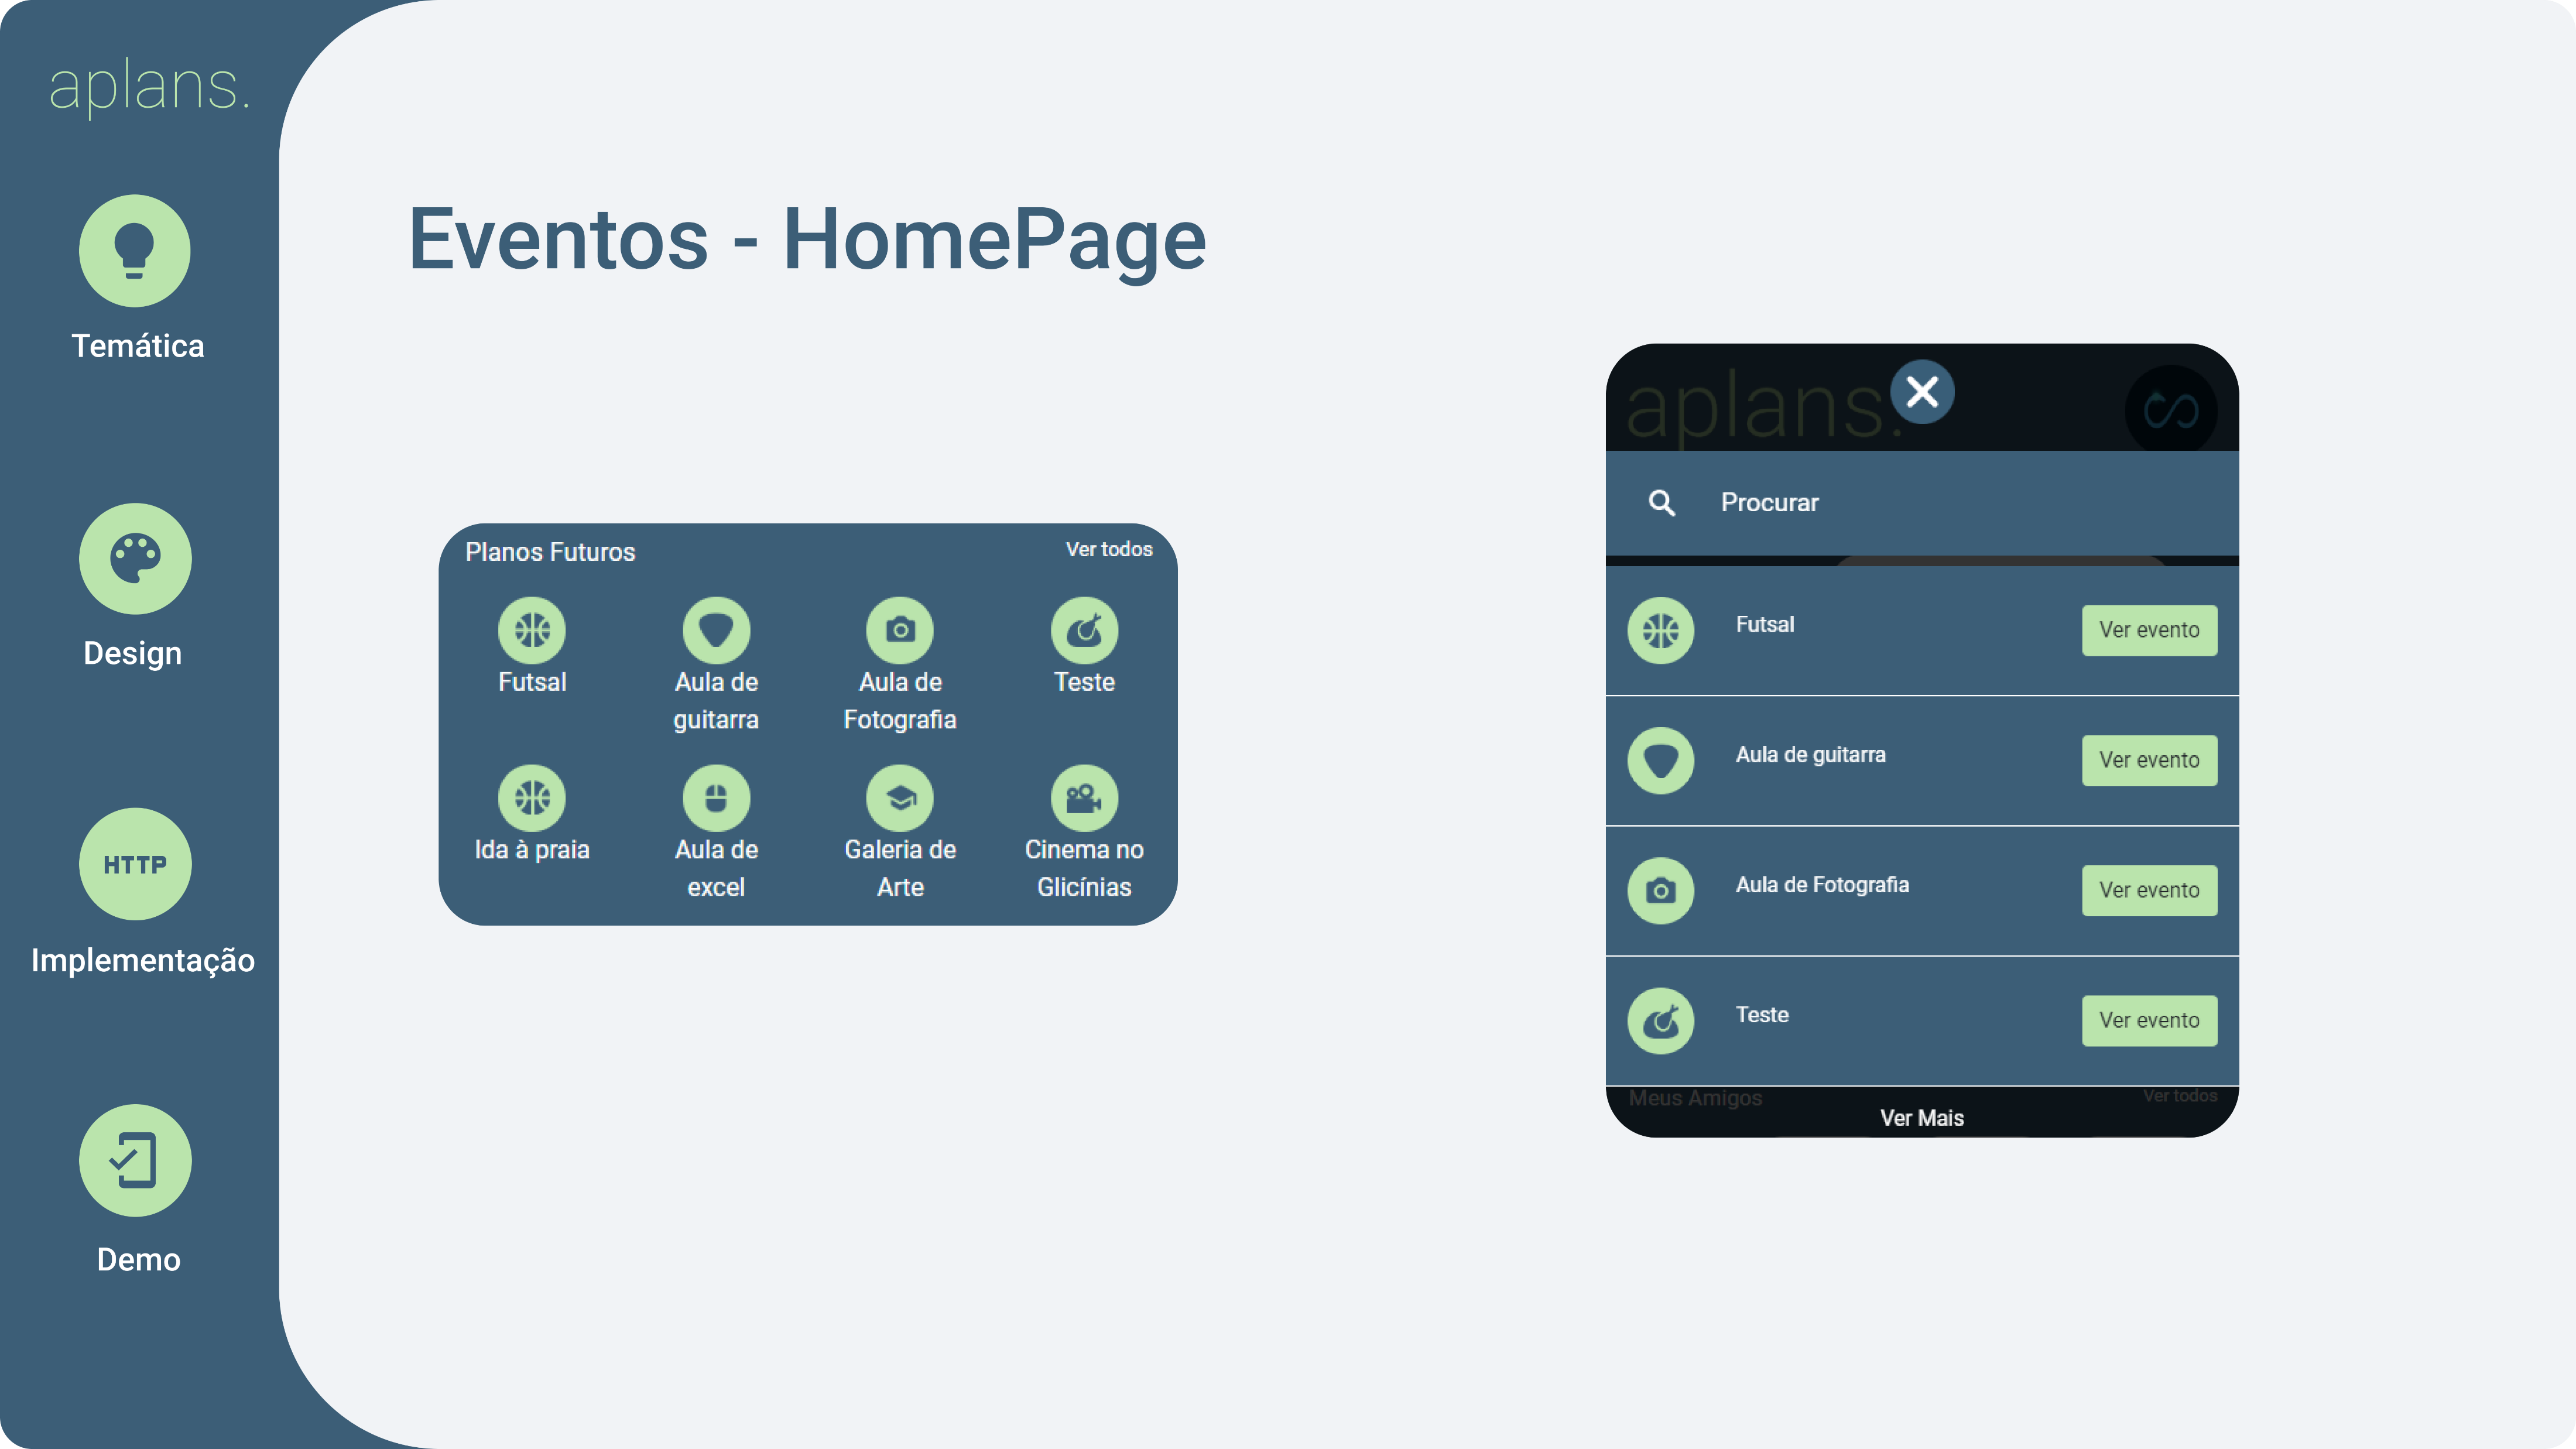 aplans.
Temática
Design
HTTP
Implementação
Demo
Eventos - HomePage
Planos Futuros
Ver todos
Futsal
Aula de
guitarra
Aula de
Fotografia
Teste
Ida à praia
Aula de
excel
Galeria de
Arte
Cinema no
Glicínias
aplans.
Procurar
Futsal
Ver evento
Aula de guitarra
Ver evento
Aula de Fotografia
Ver evento
Teste
Ver evento
Meus Amigos
Ver todos
Ver Mais